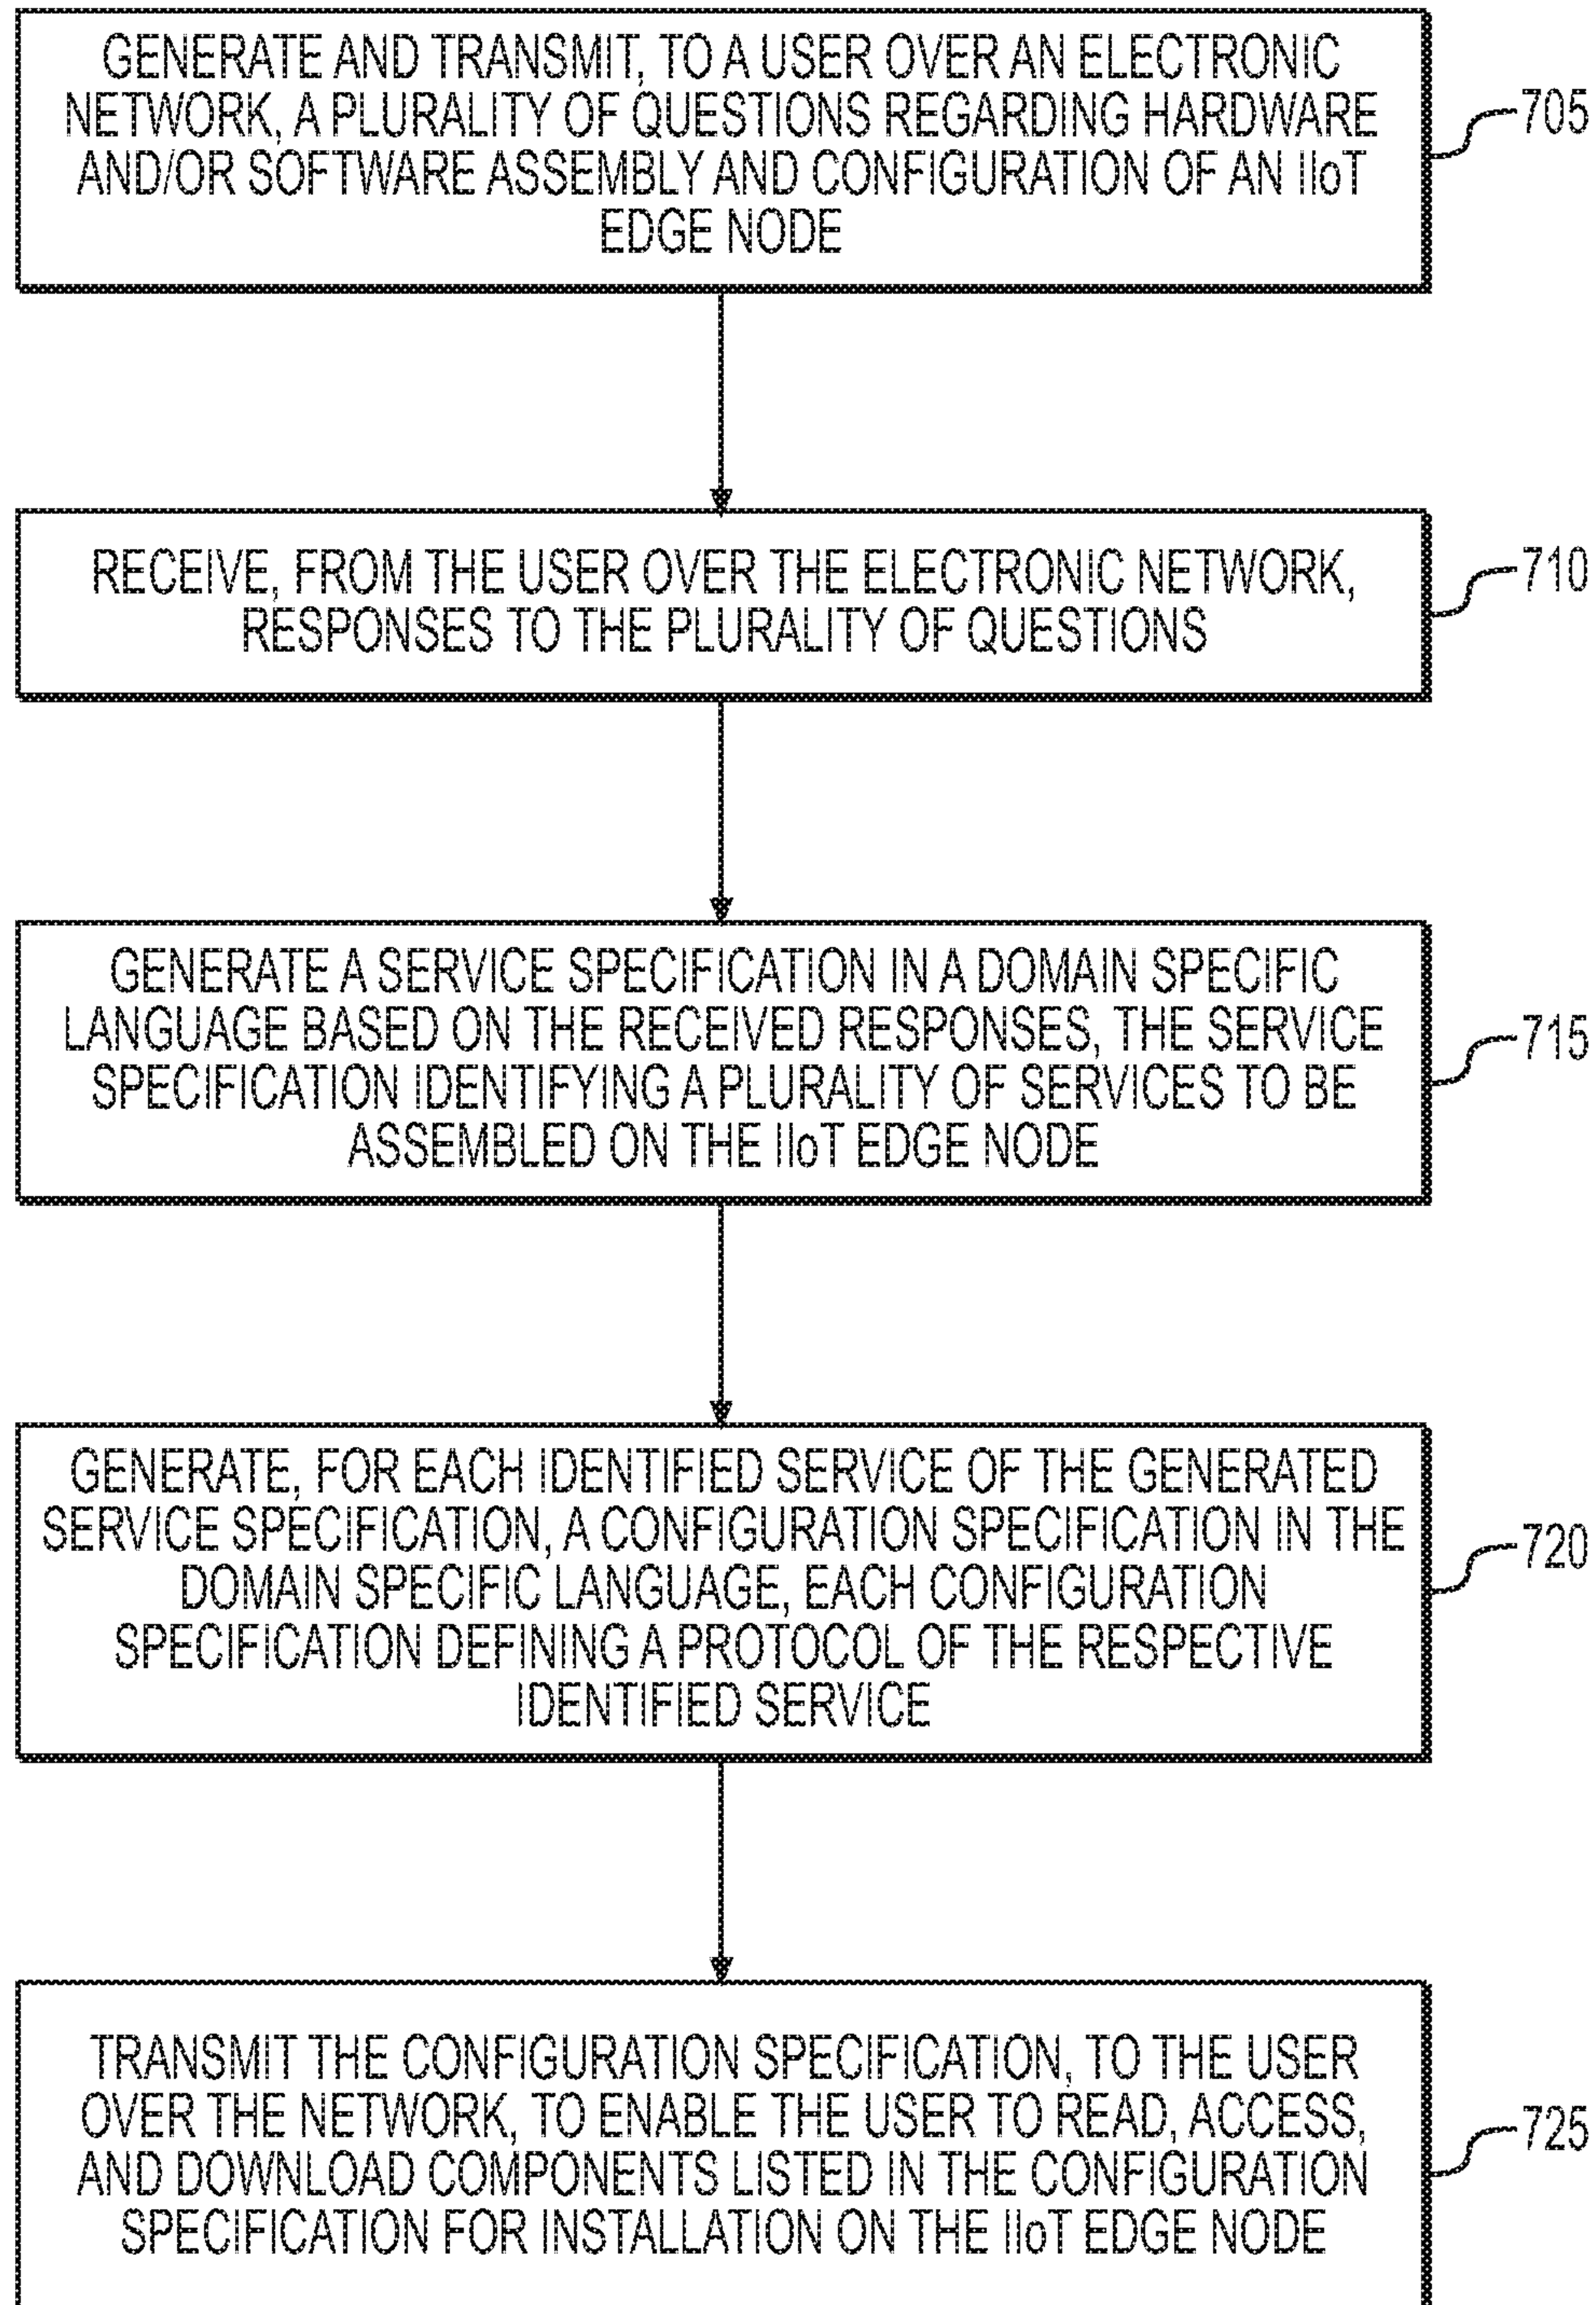 GENERATE AND TRANSMIT, TO A USER OVER AN ELECTRONIC
NETWORK, A PLURALITY OF QUESTIONS REGARDING HARDWARE
AND/OR SOFTWARE ASSEMBLY AND CONFIGURATION OF AN IIoT
EDGE NODE
705
RECEIVE, FROM THE USER OVER THE ELECTRONIC NETWORK,
RESPONSES TO THE PLURALITY OF QUESTIONS
710
GENERATE A SERVICE SPECIFICATION IN A DOMAIN SPECIFIC
LANGUAGE BASED ON THE RECEIVED RESPONSES, THE SERVICE
SPECIFICATION IDENTIFYING A PLURALITY OF SERVICES TO BE
ASSEMBLED ON THE IIoT EDGE NODE
715
GENERATE, FOR EACH IDENTIFIED SERVICE OF THE GENERATED
SERVICE SPECIFICATION, A CONFIGURATION SPECIFICATION IN THE
DOMAIN SPECIFIC LANGUAGE, EACH CONFIGURATION
SPECIFICATION DEFINING A PROTOCOL OF THE RESPECTIVE
IDENTIFIED SERVICE
720
TRANSMIT THE CONFIGURATION SPECIFICATION, TO THE USER
OVER THE NETWORK, TO ENABLE THE USER TO READ, ACCESS,
AND DOWNLOAD COMPONENTS LISTED IN THE CONFIGURATION
SPECIFICATION FOR INSTALLATION ON THE IIoT EDGE NODE
725